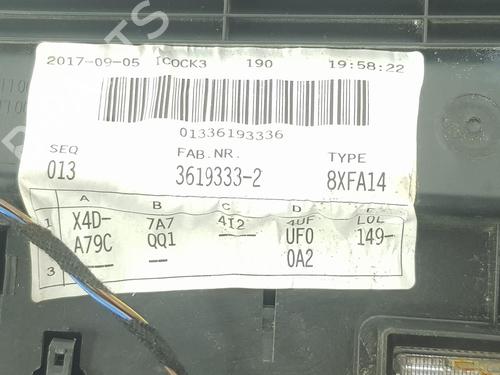 2017-09-05 ICOCK3 190 19:58:22
01336193336
SEQ FAB.NR. TYPE
013 3619333-2 8XFA14
A B C D E
1 X4D- 7A7 4I2 4UF L0L
A79C QQ1 --- UF0 149-
---- -- 0A2
3